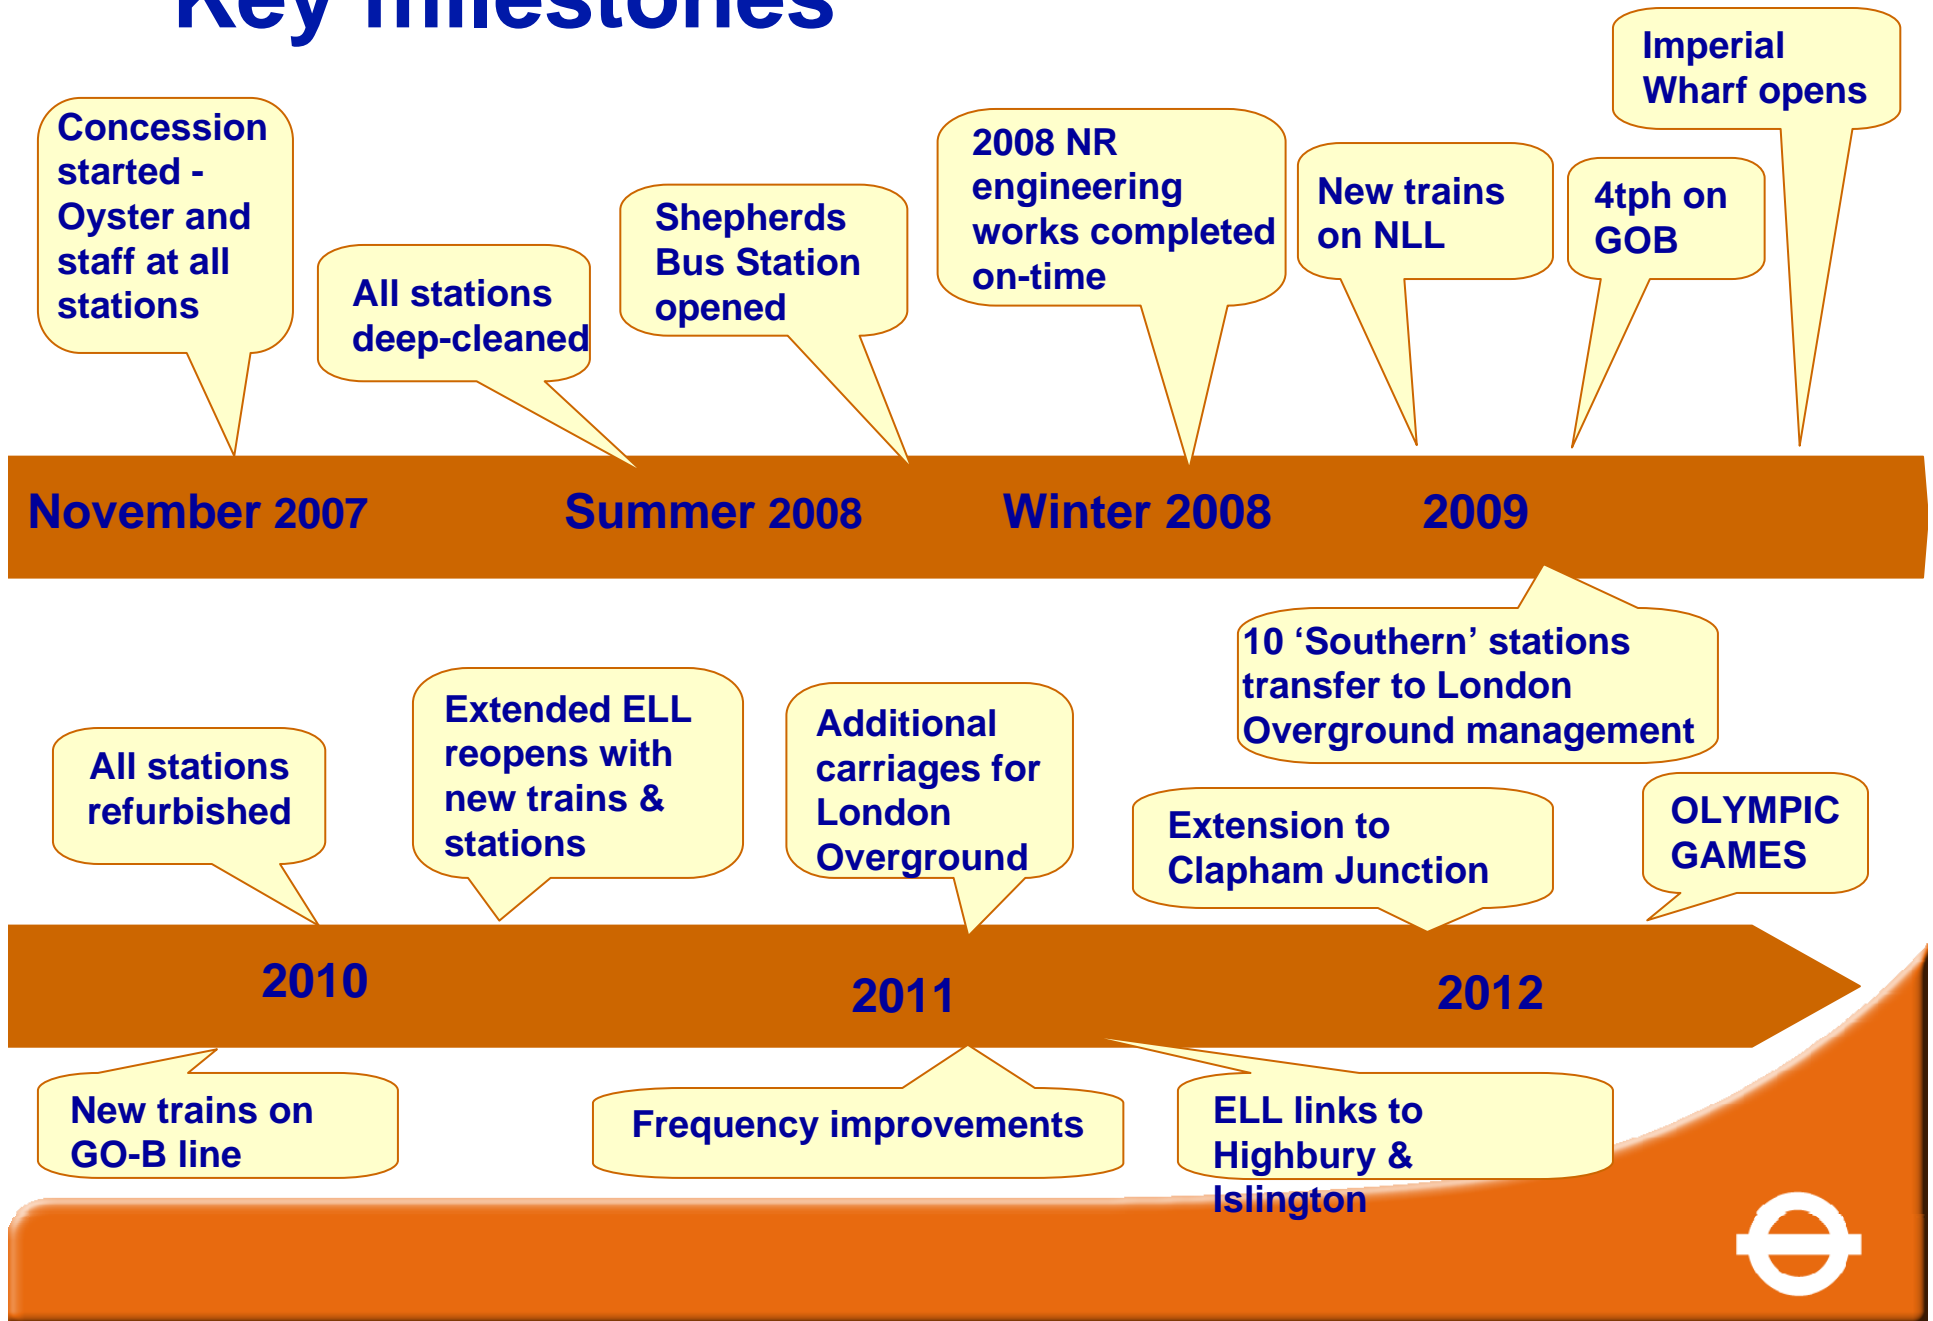 Key milestones
Imperial
Wharf opens
Concession
started -
Oyster and
staff at all
stations
All stations
deep-cleaned
Shepherds
Bus Station
opened
2008 NR
engineering
works completed
on-time
New trains
on NLL
4tph on
GOB
November 2007
Summer 2008
Winter 2008
2009
10 ‘Southern’ stations
transfer to London
Overground management
All stations
refurbished
Extended ELL
reopens with
new trains &
stations
Additional
carriages for
London
Overground
Extension to
Clapham Junction
OLYMPIC
GAMES
2010
2011
2012
New trains on
GO-B line
Frequency improvements
ELL links to
Highbury &
Islington